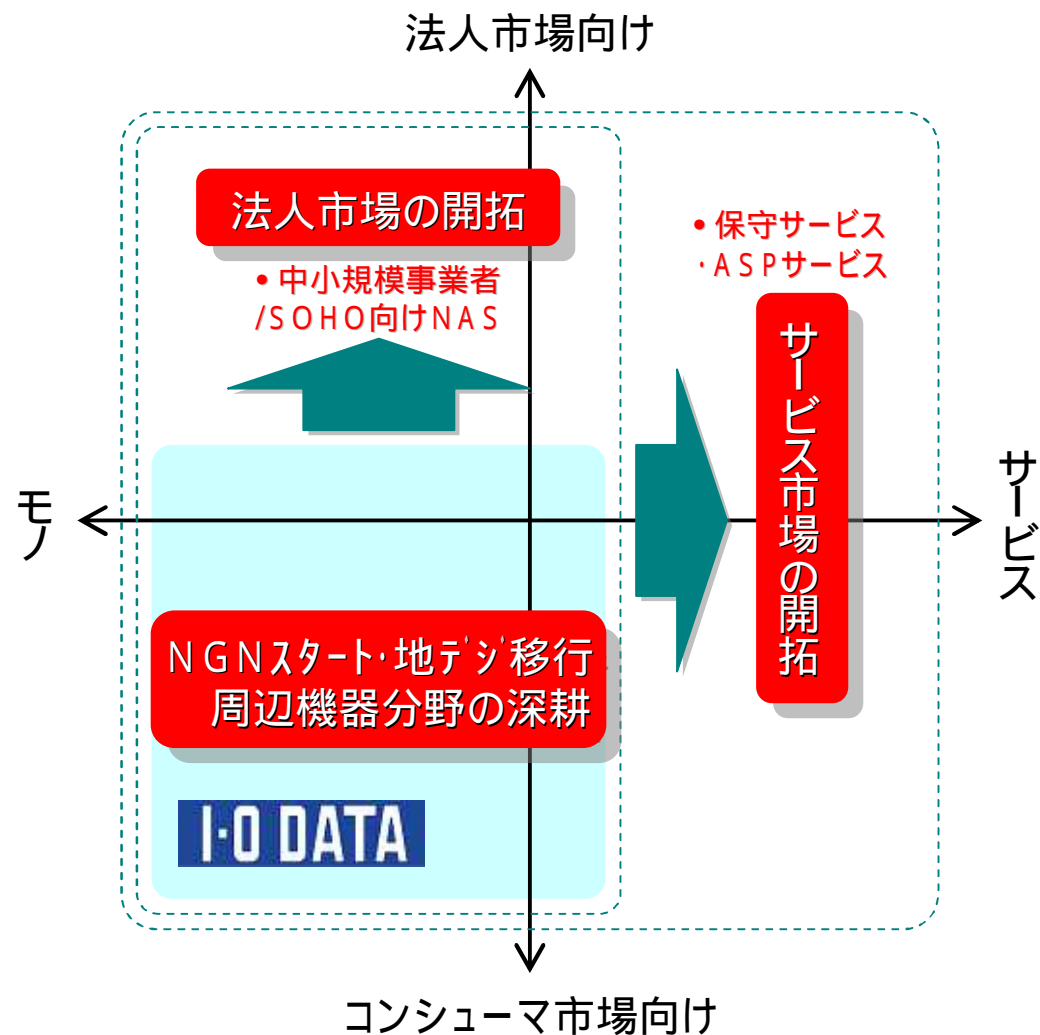 法人市場向け
法人市場の開拓
• 中小規模事業者
/ＳＯＨＯ向けＮＡＳ
• 保守サービス
・ＡＳＰサービス
サービス市場の開拓
モノ
サービス
ＮＧＮスタート・地デジ移行
周辺機器分野の深耕
I-O DATA
コンシューマ市場向け